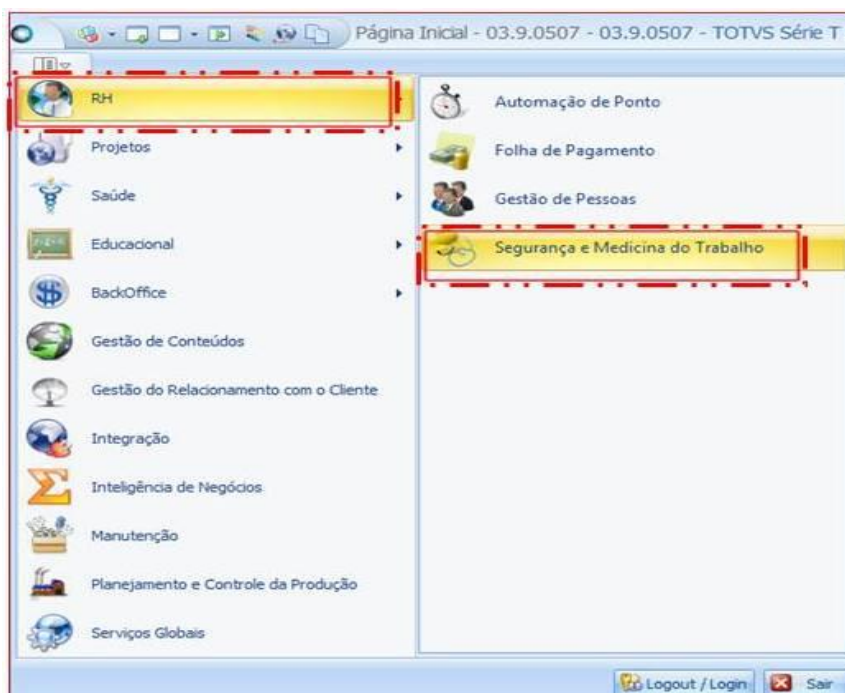 Página Inicial - 03.9.0507 - 03.9.0507 - TOTVS Série T
RH
Projetos
Saúde
Educacional
BackOffice
Gestão de Conteúdos
Gestão do Relacionamento com o Cliente
Integração
Inteligência de Negócios
Manutenção
Planejamento e Controle da Produção
Serviços Globais
Automação de Ponto
Folha de Pagamento
Gestão de Pessoas
Segurança e Medicina do Trabalho
Logout / Login
Sair